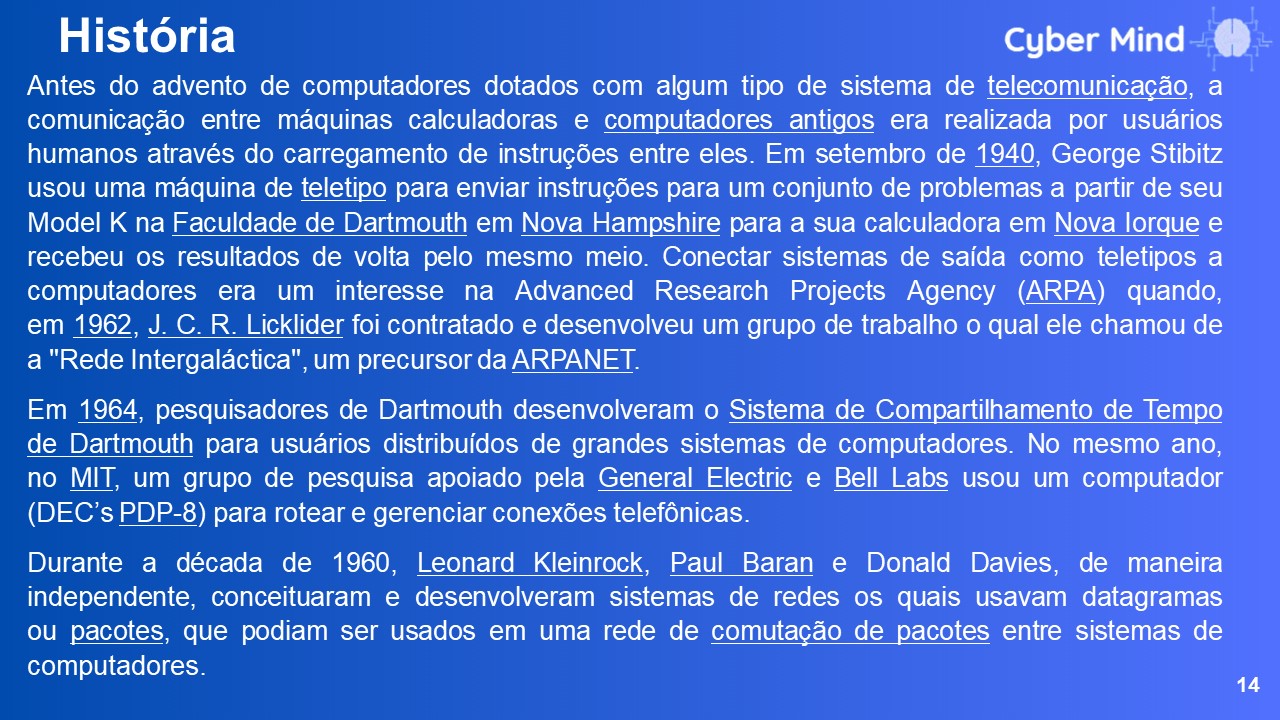 História
Cyber Mind
Antes do advento de computadores dotados com algum tipo de sistema de telecomunicação, a
comunicação entre máquinas calculadoras e computadores antigos era realizada por usuários
humanos através do carregamento de instruções entre eles. Em setembro de 1940, George Stibitz
usou uma máquina de teletipo para enviar instruções para um conjunto de problemas a partir de seu
Model K na Faculdade de Dartmouth em Nova Hampshire para a sua calculadora em Nova Iorque e
recebeu os resultados de volta pelo mesmo meio. Conectar sistemas de saída como teletipos a
computadores era um interesse na Advanced Research Projects Agency (ARPA) quando,
em 1962, J. C. R. Licklider foi contratado e desenvolveu um grupo de trabalho o qual ele chamou de
a "Rede Intergaláctica", um precursor da ARPANET.
Em 1964, pesquisadores de Dartmouth desenvolveram o Sistema de Compartilhamento de Tempo
de Dartmouth para usuários distribuídos de grandes sistemas de computadores. No mesmo ano,
no MIT, um grupo de pesquisa apoiado pela General Electric e Bell Labs usou um computador
(DEC’s PDP-8) para rotear e gerenciar conexões telefônicas.
Durante a década de 1960, Leonard Kleinrock, Paul Baran e Donald Davies, de maneira
independente, conceituaram e desenvolveram sistemas de redes os quais usavam datagramas
ou pacotes, que podiam ser usados em uma rede de comutação de pacotes entre sistemas de
computadores.
14